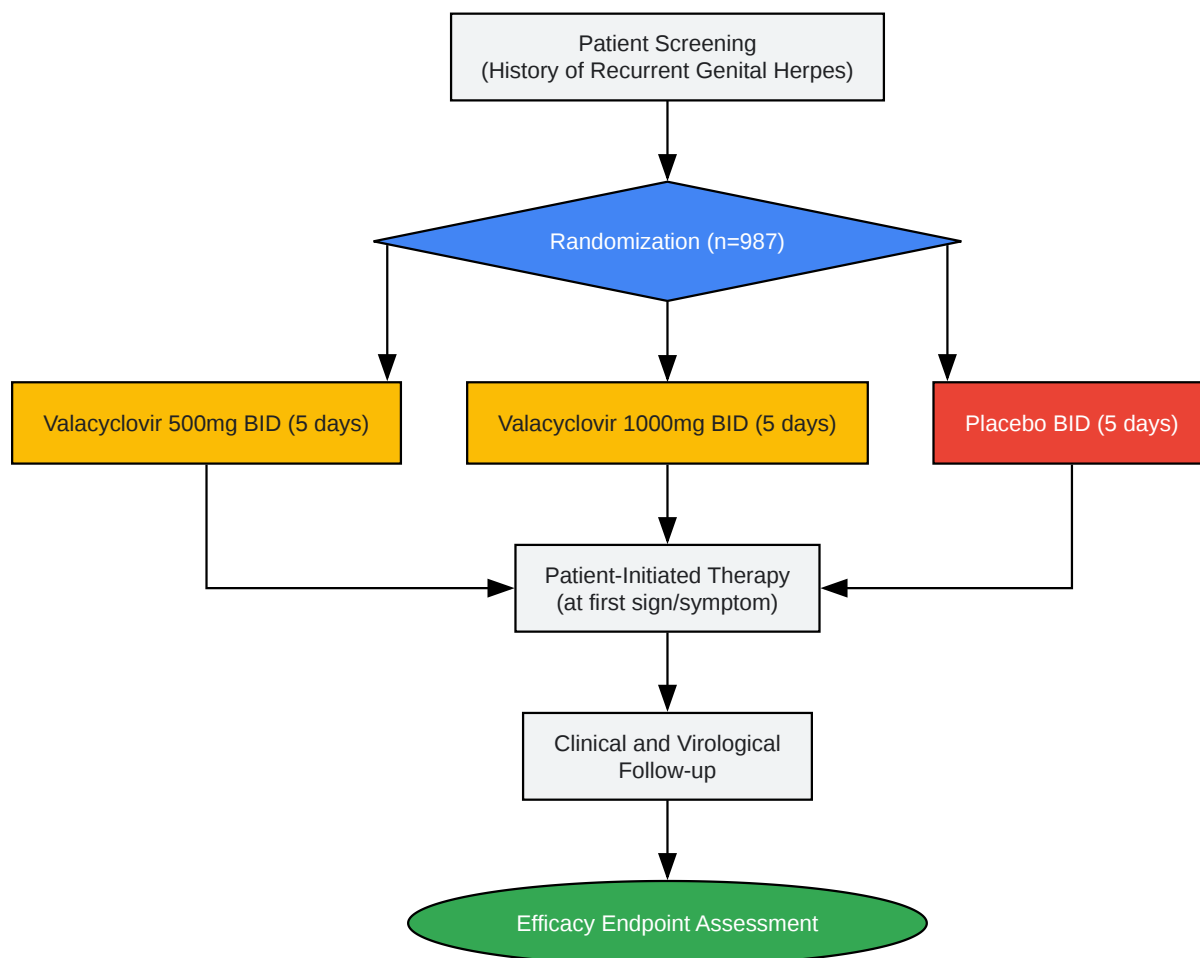 Patient Screening
(History of Recurrent Genital Herpes)
Randomization (n=987)
Valacyclovir 500mg BID (5 days)
Valacyclovir 1000mg BID (5 days)
Placebo BID (5 days)
Patient-Initiated Therapy
(at first sign/symptom)
Clinical and Virological
Follow-up
Efficacy Endpoint Assessment